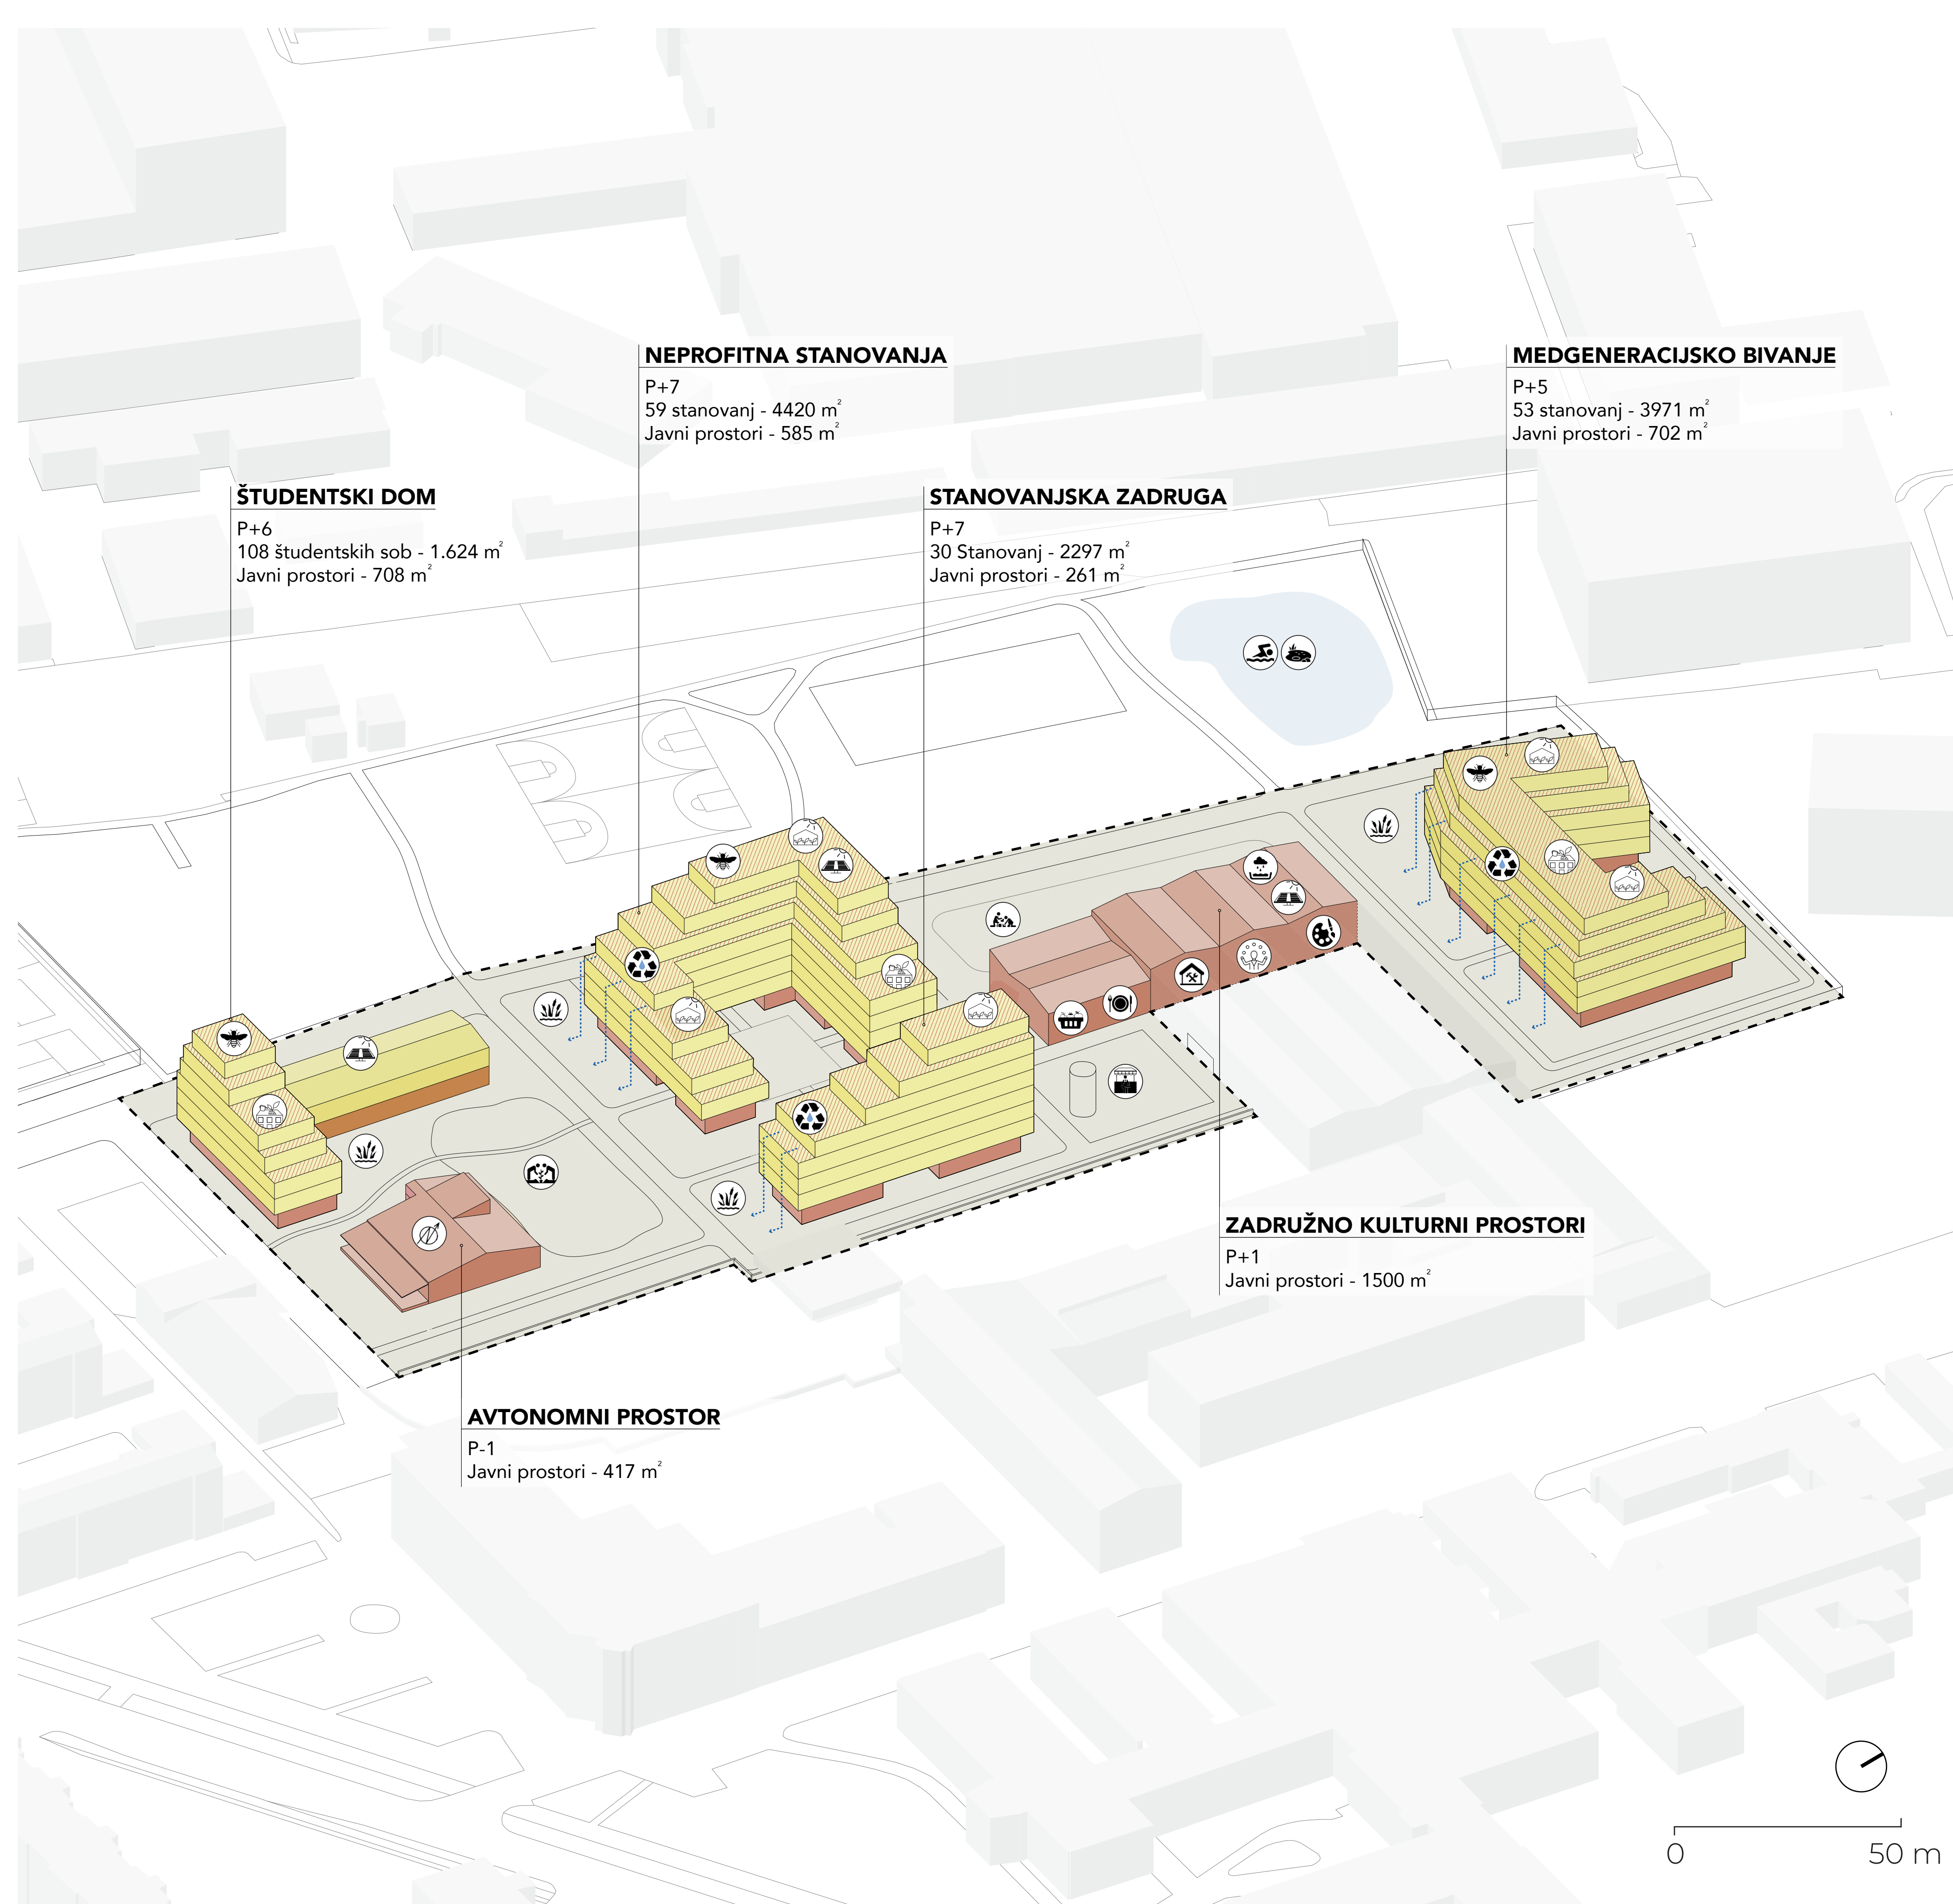 NEPROFITNA STANOVANJA
P+7
59 stanovanj - 4420 m²
Javni prostori - 585 m²
MEDGENERACIJSKO BIVANJE
P+5
53 stanovanj - 3971 m²
Javni prostori - 702 m²
ŠTUDENTSKI DOM
P+6
108 študentskih sob - 1.624 m²
Javni prostori - 708 m²
STANOVANJSKA ZADRUGA
P+7
30 Stanovanj - 2297 m²
Javni prostori - 261 m²
ZADRUŽNO KULTURNI PROSTORI
P+1
Javni prostori - 1500 m²
AVTONOMNI PROSTOR
P-1
Javni prostori - 417 m²
0 50 m